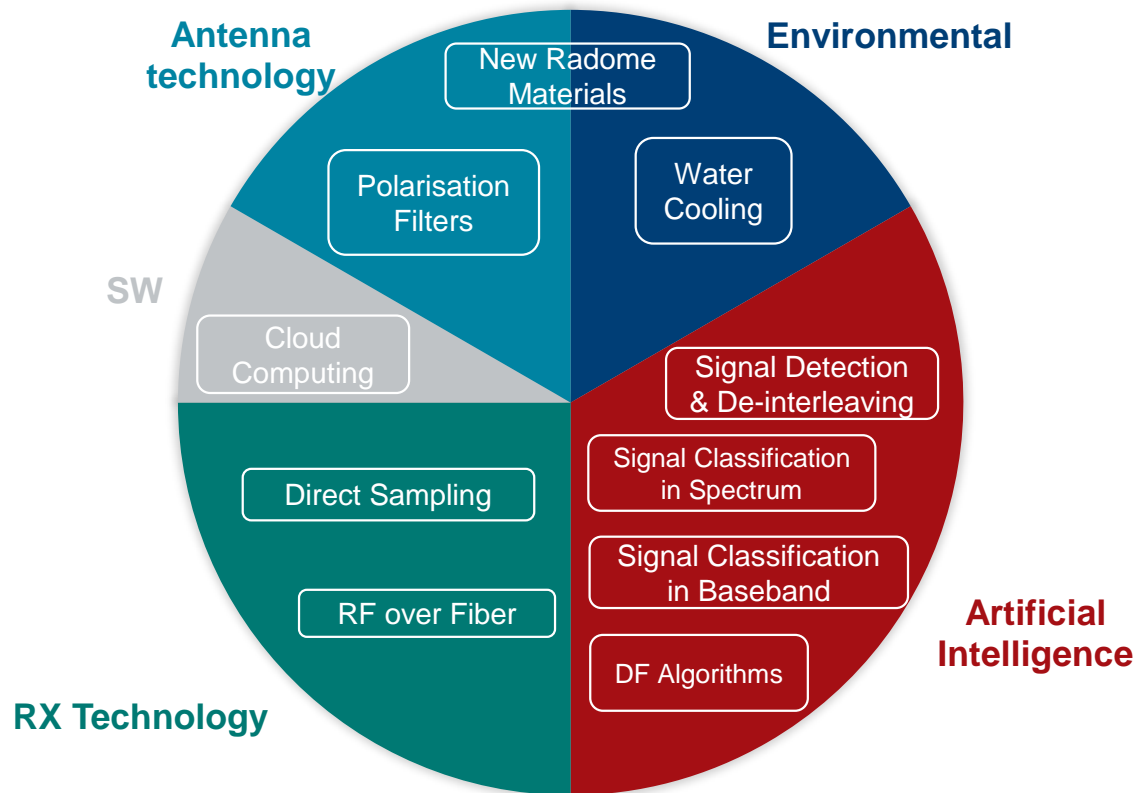 Antenna
technology
Environmental
New Radome
Materials
Polarisation
Filters
Water
Cooling
SW
Cloud
Computing
Signal Detection
& De-interleaving
Signal Classification
in Spectrum
Direct Sampling
Signal Classification
in Baseband
RF over Fiber
Artificial
Intelligence
DF Algorithms
RX Technology